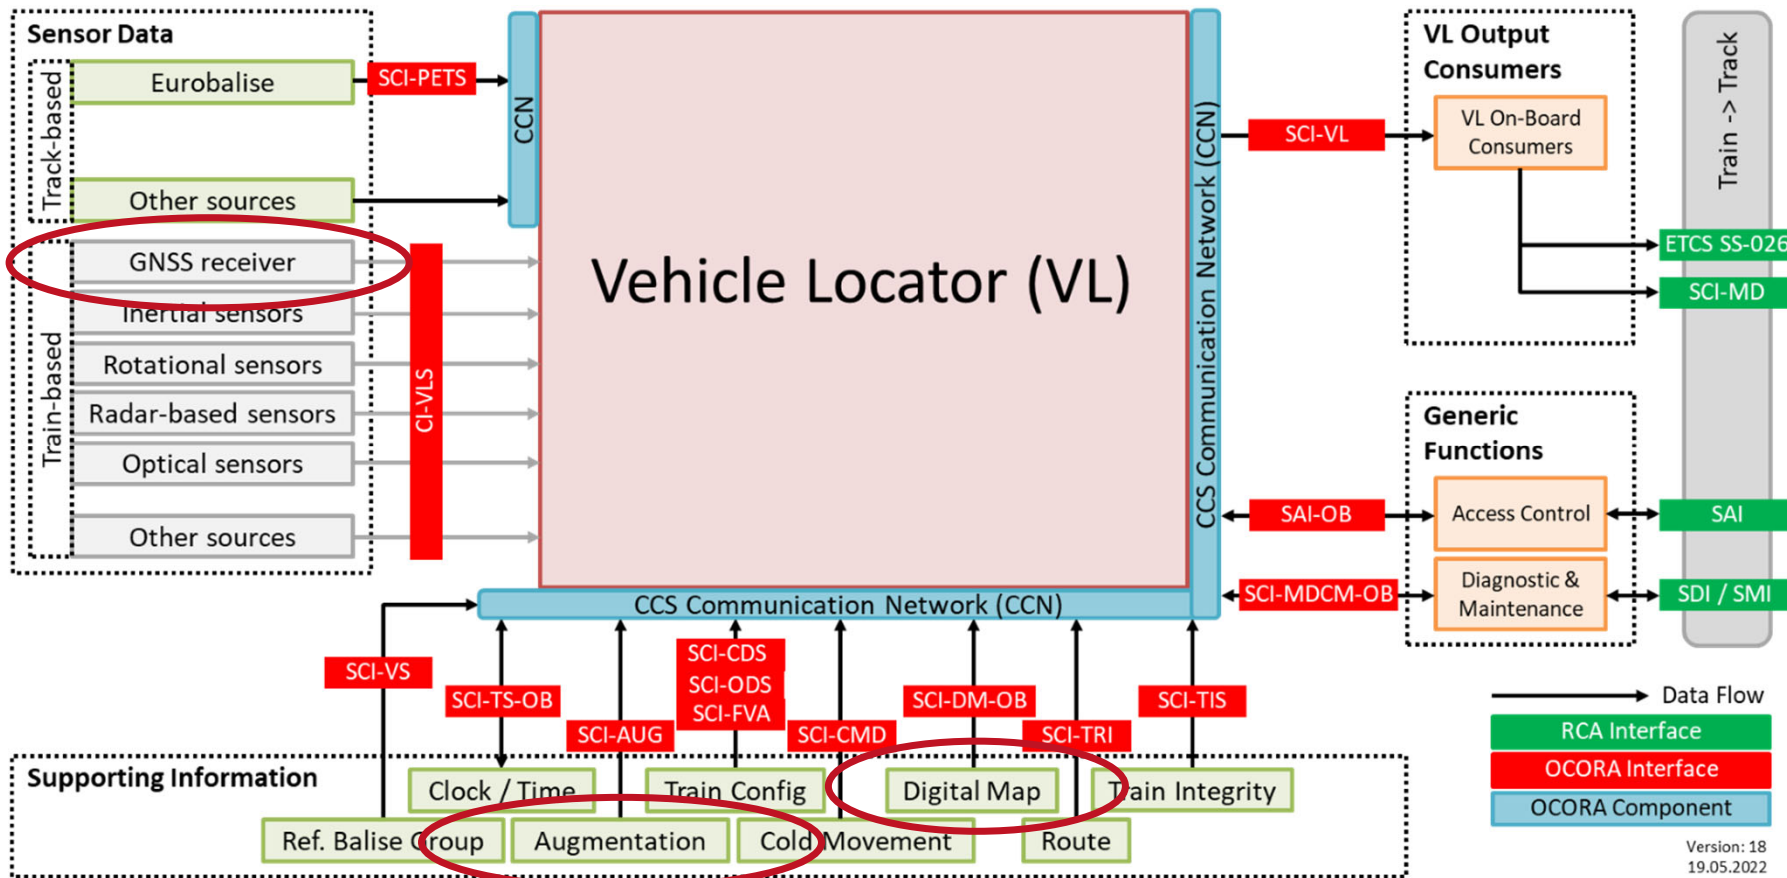 Sensor Data
Track-based
Eurobalise
Other sources
SCI-PETS
CCN
Train-based
GNSS receiver
Inertial sensors
Rotational sensors
Radar-based sensors
Optical sensors
Other sources
CI-VLS
Vehicle Locator (VL)
CCS Communication Network (CCN)
CCS Communication Network (CCN)
SCI-VL
VL Output
Consumers
VL On-Board
Consumers
Train -> Track
ETCS SS-026
SCI-MD
Generic
Functions
SAI-OB
Access Control
SAI
SCI-MDCM-OB
Diagnostic &
Maintenance
SDI / SMI
SCI-VS
SCI-TS-OB
SCI-AUG
SCI-CDS
SCI-ODS
SCI-FVA
SCI-CMD
SCI-DM-OB
SCI-TRI
SCI-TIS
Supporting Information
Clock / Time
Train Config
Digital Map
Train Integrity
Ref. Balise Group
Augmentation
Cold Movement
Route
Data Flow
RCA Interface
OCORA Interface
OCORA Component
Version: 18
19.05.2022